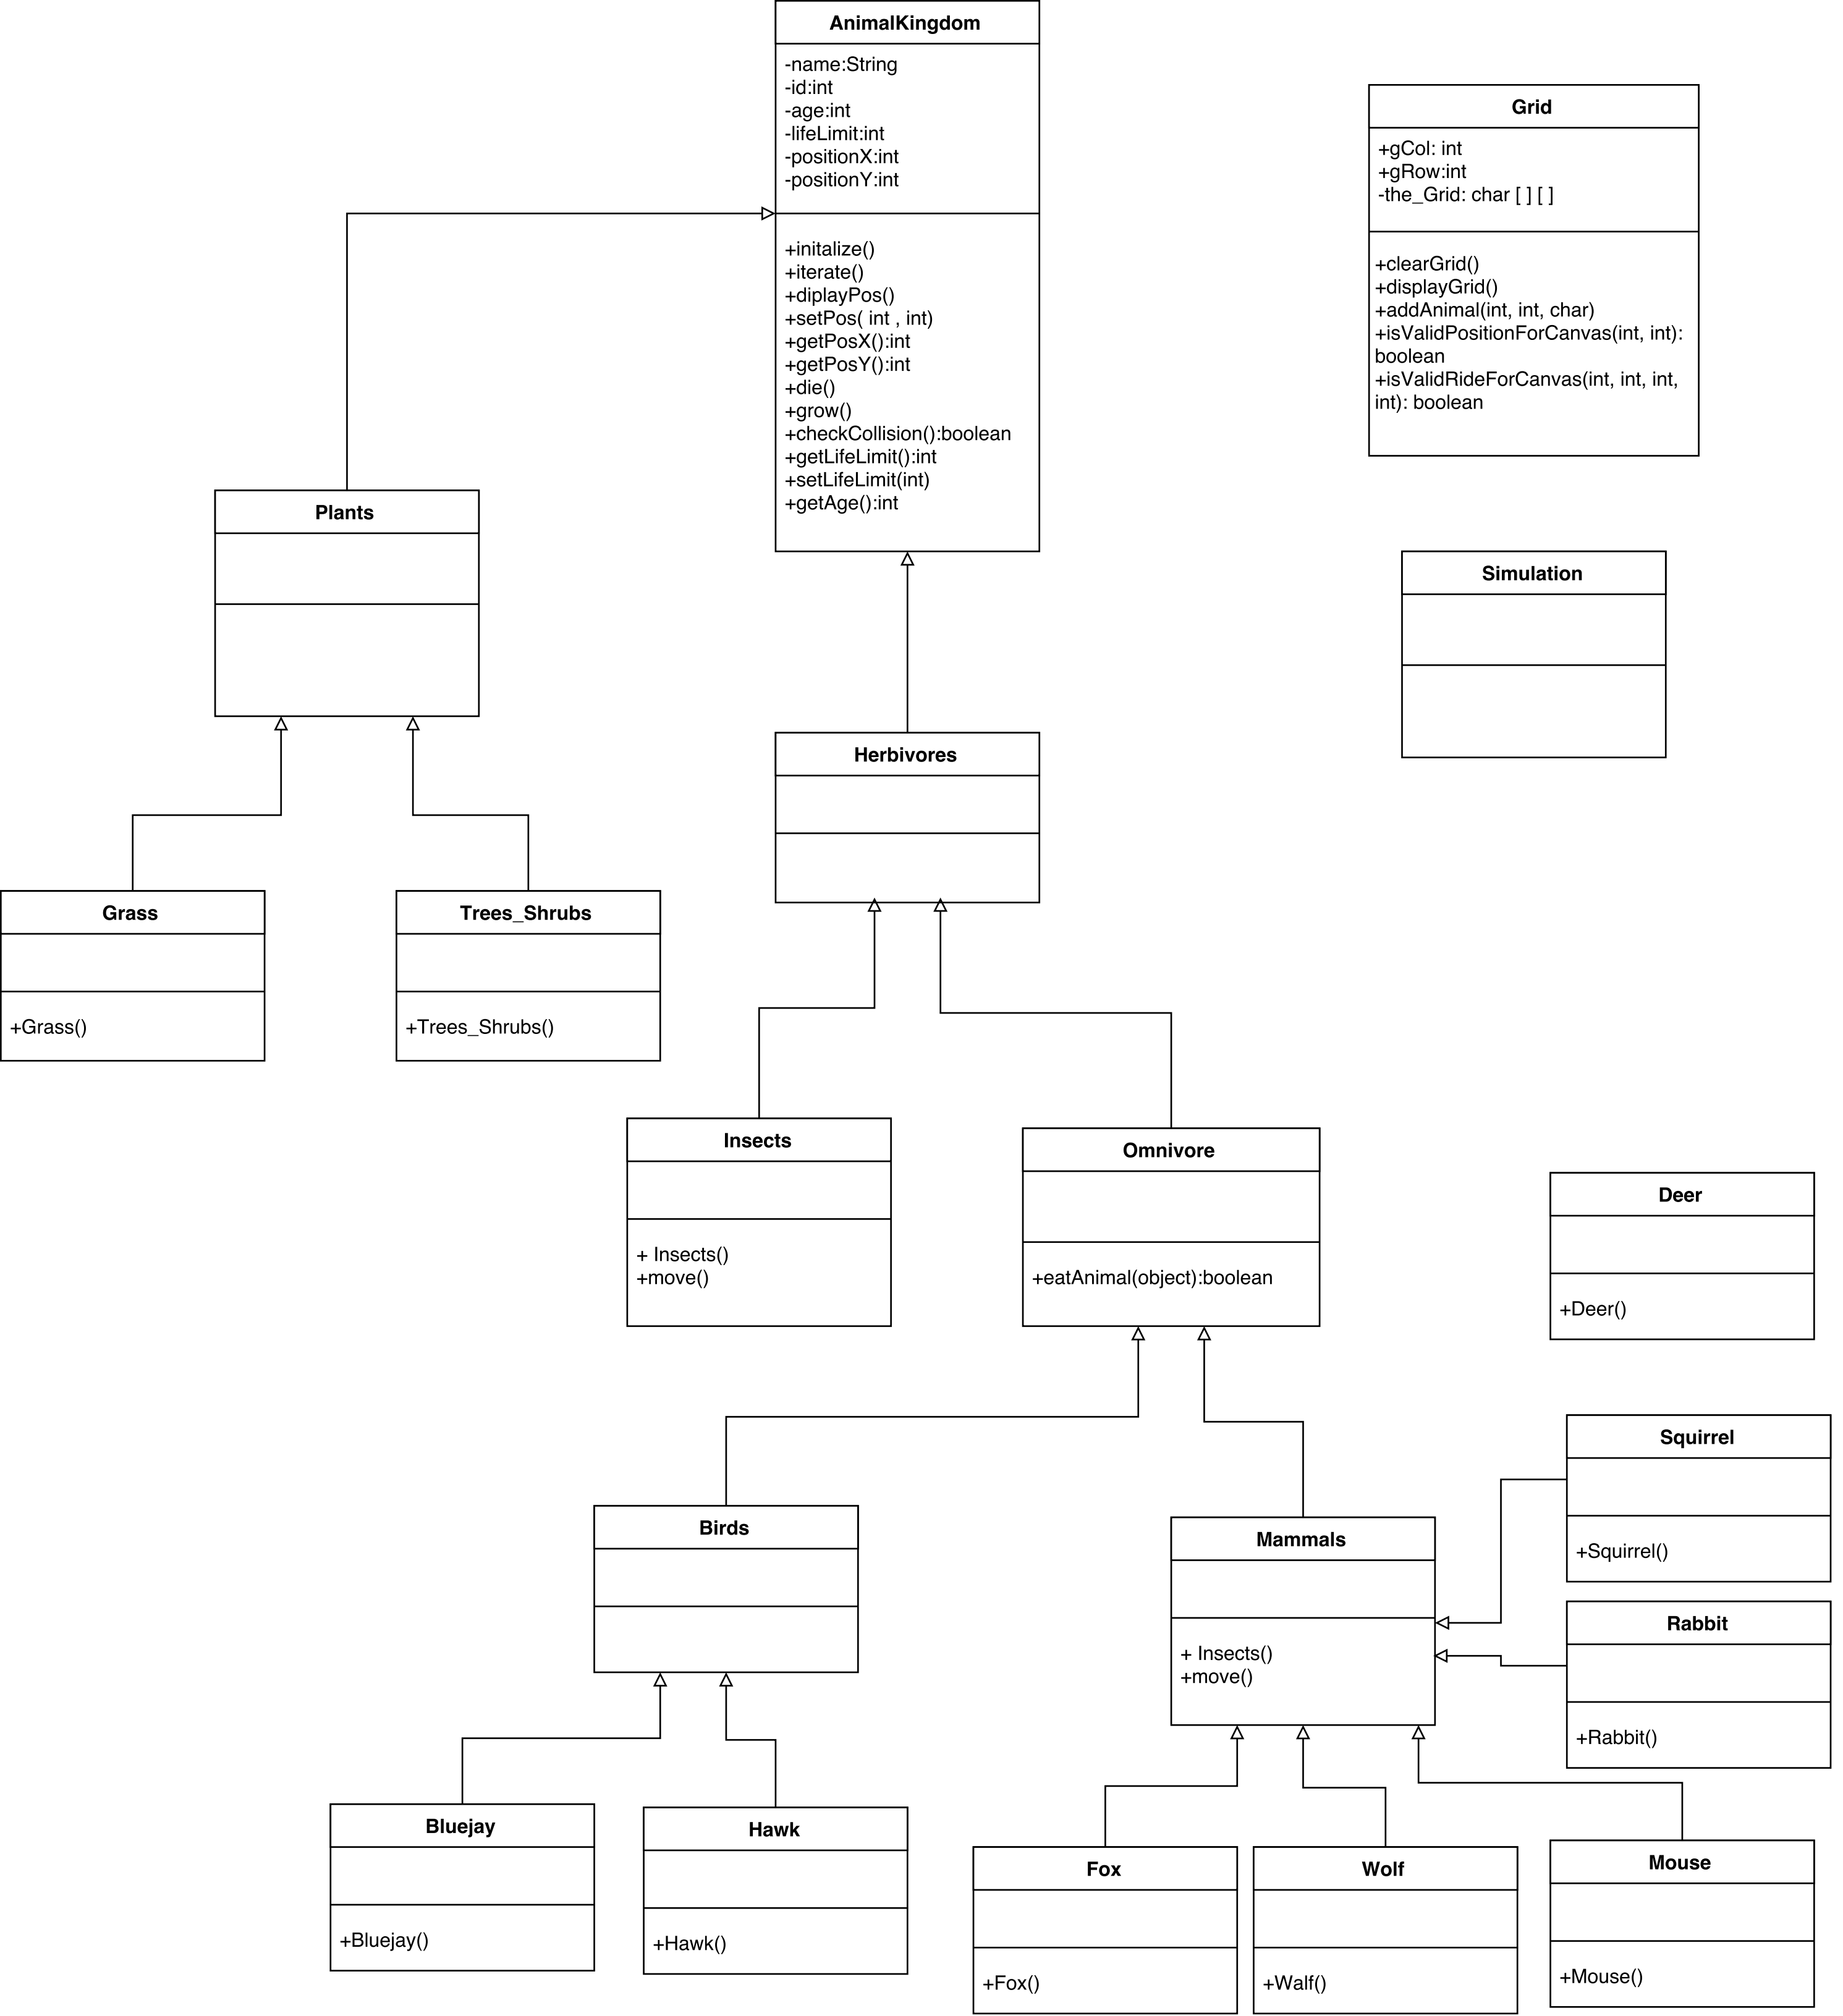 AnimalKingdom
-name:String
-id:int
-age:int
-lifeLimit:int
-positionX:int
-positionY:int
+initalize()
+iterate()
+diplayPos()
+setPos( int , int)
+getPosX():int
+getPosY():int
+die()
+grow()
+checkCollision():boolean
+getLifeLimit():int
+setLifeLimit(int)
+getAge():int
Grid
+gCol: int
+gRow:int
-the_Grid: char [ ] [ ]
+clearGrid()
+displayGrid()
+addAnimal(int, int, char)
+isValidPositionForCanvas(int, int):
boolean
+isValidRideForCanvas(int, int, int,
int): boolean
Plants
Simulation
Herbivores
Grass
+Grass()
Trees_Shrubs
+Trees_Shrubs()
Insects
+ Insects()
+move()
Omnivore
+eatAnimal(object):boolean
Deer
+Deer()
Squirrel
+Squirrel()
Birds
Mammals
+ Insects()
+move()
Rabbit
+Rabbit()
Bluejay
+Bluejay()
Hawk
+Hawk()
Fox
+Fox()
Wolf
+Walf()
Mouse
+Mouse()